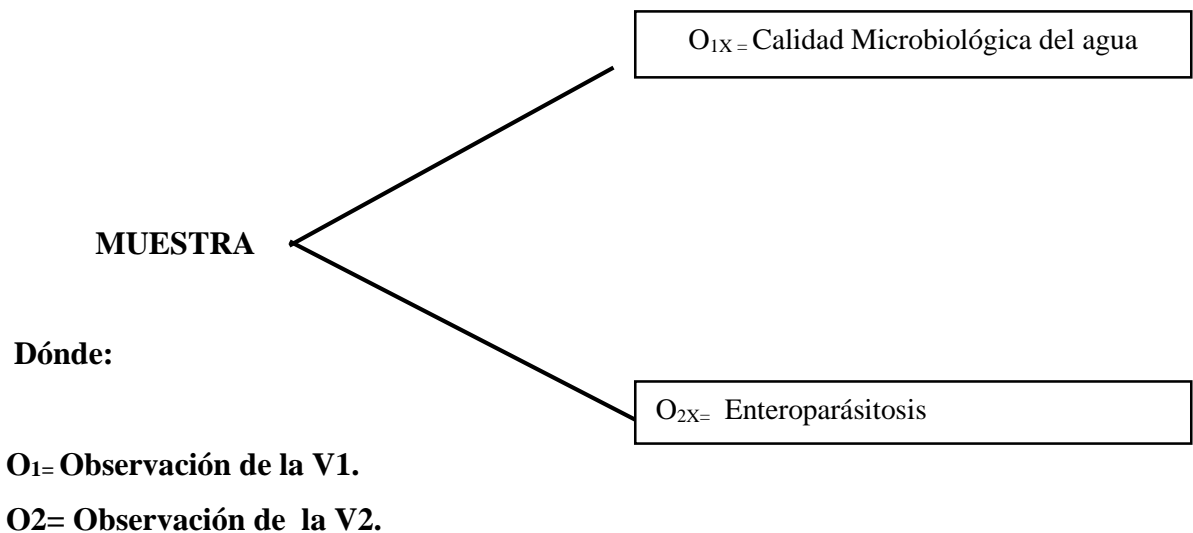 O1X = Calidad Microbiológica del agua
MUESTRA
Dónde:
O2X= Enteroparásitosis
O1= Observación de la V1.
O2= Observación de la V2.